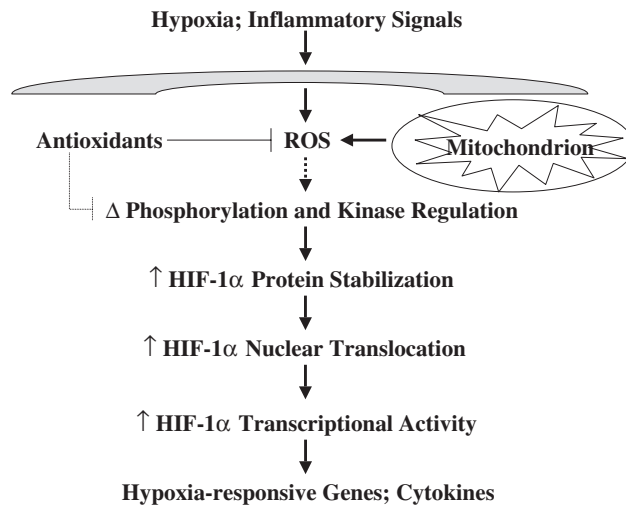 Hypoxia; Inflammatory Signals
Antioxidants
ROS
Mitochondrion
Δ Phosphorylation and Kinase Regulation
↑ HIF-1α Protein Stabilization
↑ HIF-1α Nuclear Translocation
↑ HIF-1α Transcriptional Activity
Hypoxia-responsive Genes; Cytokines